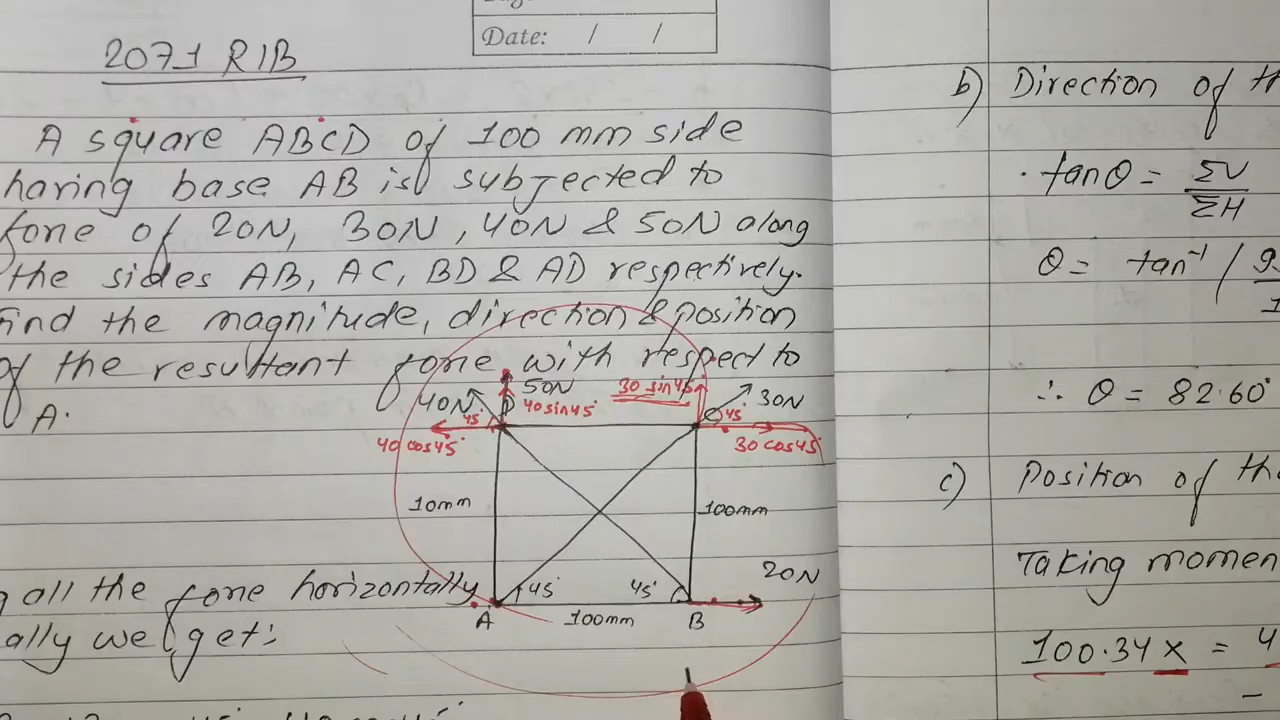 Date: / /
2071 RIB
A square ABCD of 100 mm side
having base AB is subjected to
force of 20N, 30N, 40N & 50N along
the sides AB, AC, BD & AD respectively.
Find the magnitude, direction & position
of the resultant force with respect to
A.
40N 50N 30 sin45° 30N
D 40sin45° C 45°
45°
40 cos45° 30 cos45°
10mm 100mm
all the force horizontally
45° 45° 20N
A 100mm B
ally we get:
b) Direction of th
tanθ = ΣV
ΣH
θ = tan⁻¹ / 9
1
∴ θ = 82.60°
c) Position of the
Taking momen
100.34 x = 4
-